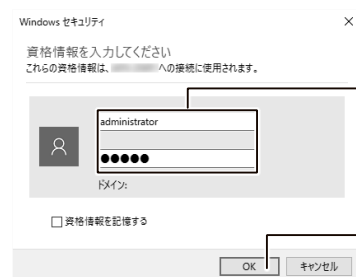 Windows セキュリティ
資格情報を入力してください
これらの資格情報は、 への接続に使用されます。
administrator
●●●●●
ドメイン:
資格情報を記憶する
OK
キャンセル